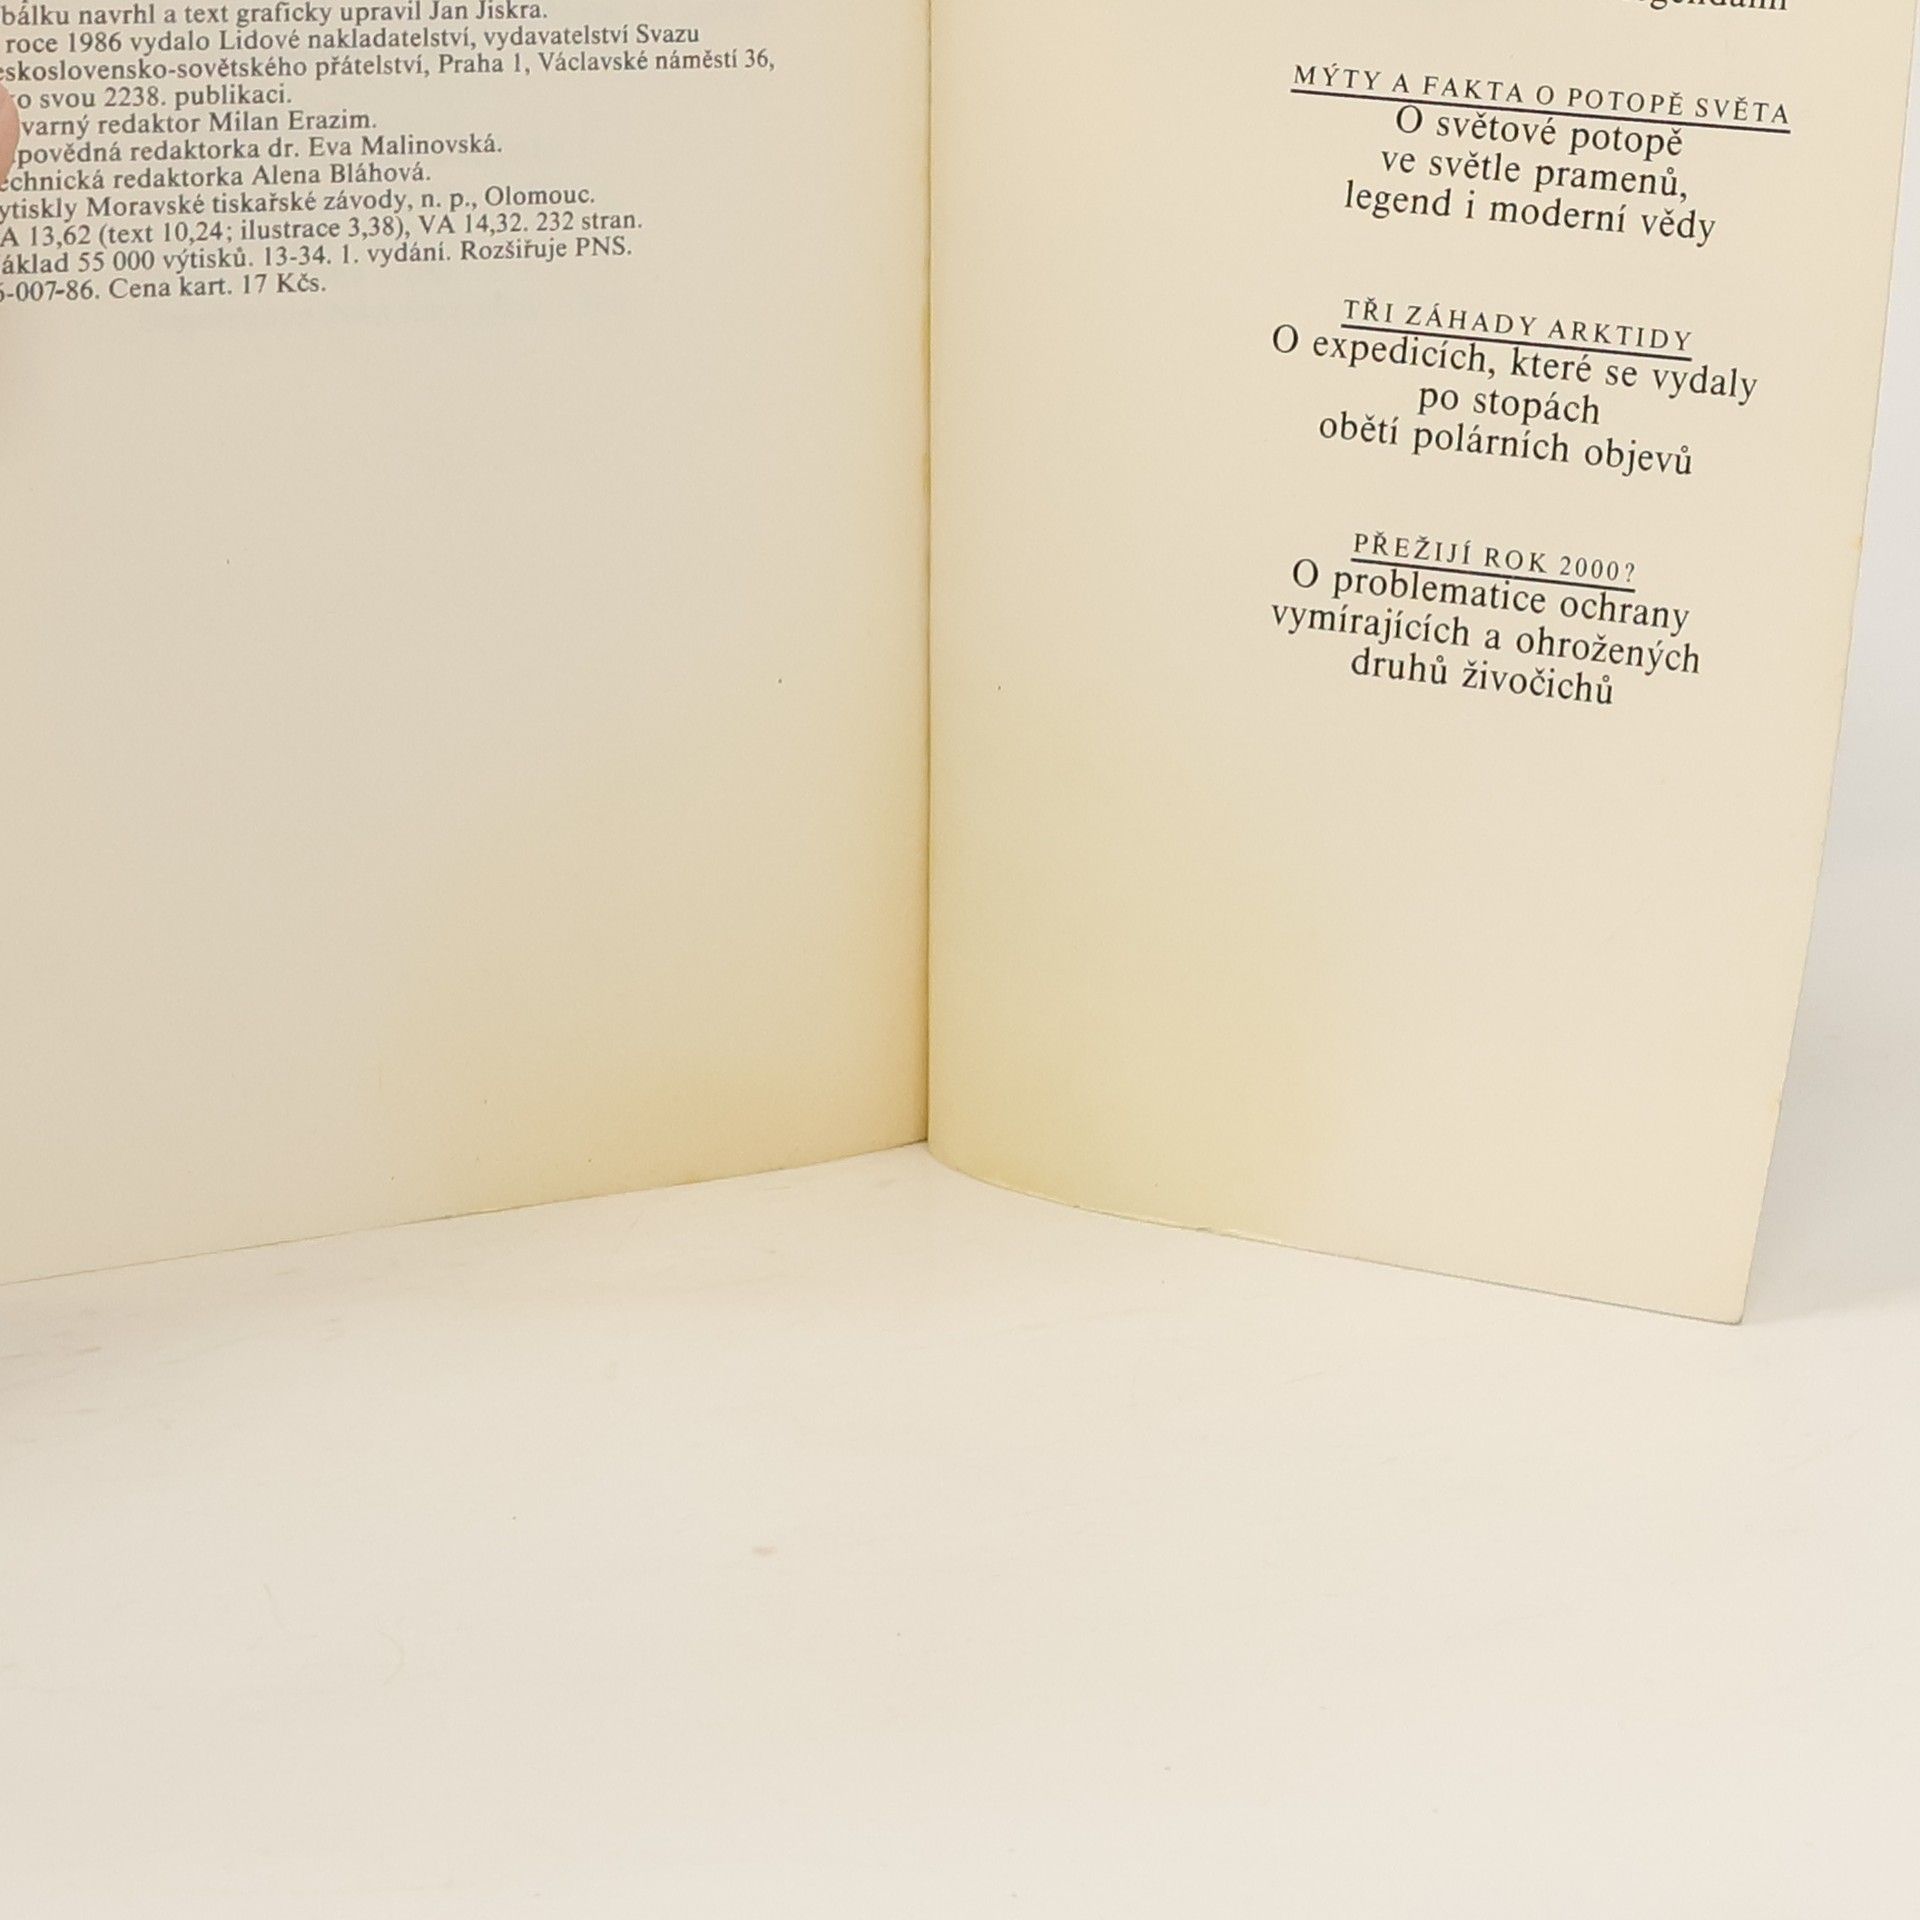 bálku navrhl a text graficky upravil Jan Jiskra.
roce 1986 vydalo Lidové nakladatelství, vydavatelství Svazu
eskoslovensko-sovětského přátelství, Praha 1, Václavské náměstí 36,
o svou 2238. publikaci.
varný redaktor Milan Erazim.
povědná redaktorka dr. Eva Malinovská.
echnická redaktorka Alena Bláhová.
ytiskly Moravské tiskařské závody, n. p., Olomouc.
A 13,62 (text 10,24; ilustrace 3,38), VA 14,32. 232 stran.
áklad 55 000 výtisků. 13-34. 1. vydání. Rozšiřuje PNS.
6-007-86. Cena kart. 17 Kčs.
MÝTY A FAKTA O POTOPĚ SVĚTA
O světové potopě
ve světle pramenů,
legend i moderní vědy
TŘI ZÁHADY ARKTIDY
O expedicích, které se vydaly
po stopách
obětí polárních objevů
PŘEŽIJÍ ROK 2000?
O problematice ochrany
vymírajících a ohrožených
druhů živočichů